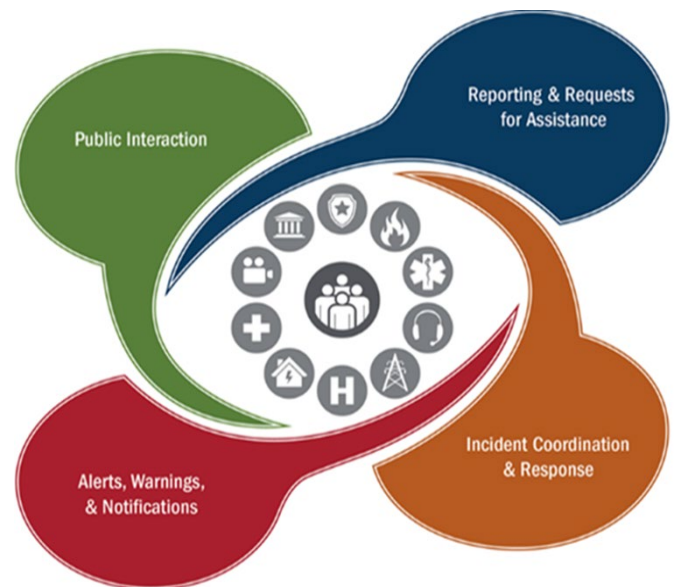 Public Interaction
Reporting & Requests
for Assistance
H
Alerts, Warnings,
& Notifications
Incident Coordination
& Response